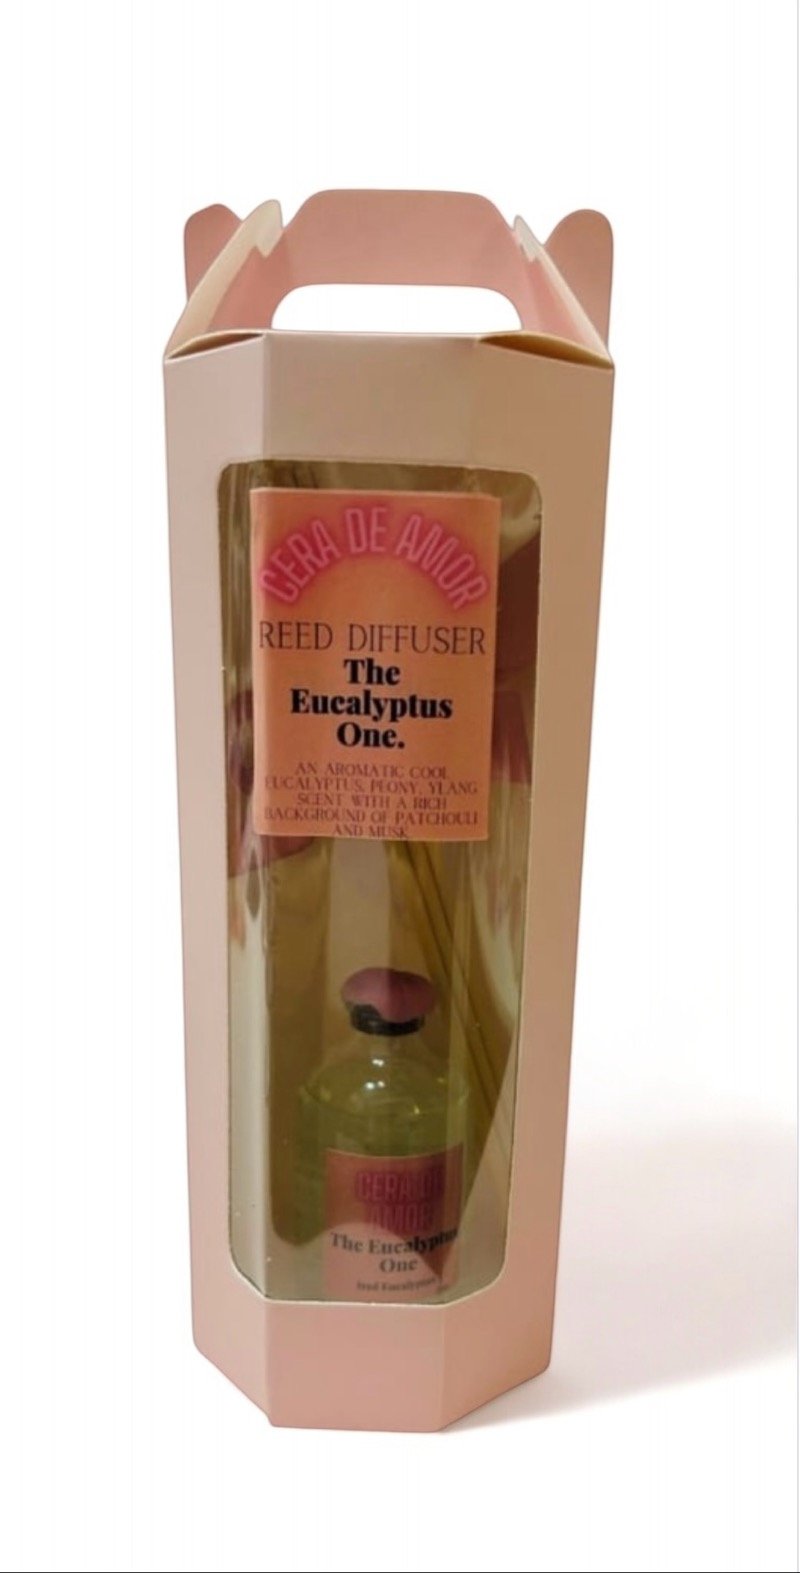 CERA DE AMOR
REED DIFFUSER
The
Eucalyptus
One.
AN AROMATIC COOL
EUCALYPTUS, PEONY, YLANG
SCENT WITH A RICH
BACKGROUND OF PATCHOULI
AND MUSK
CERA DE
AMOR
The Eucalyptus
One
Eucalyptus